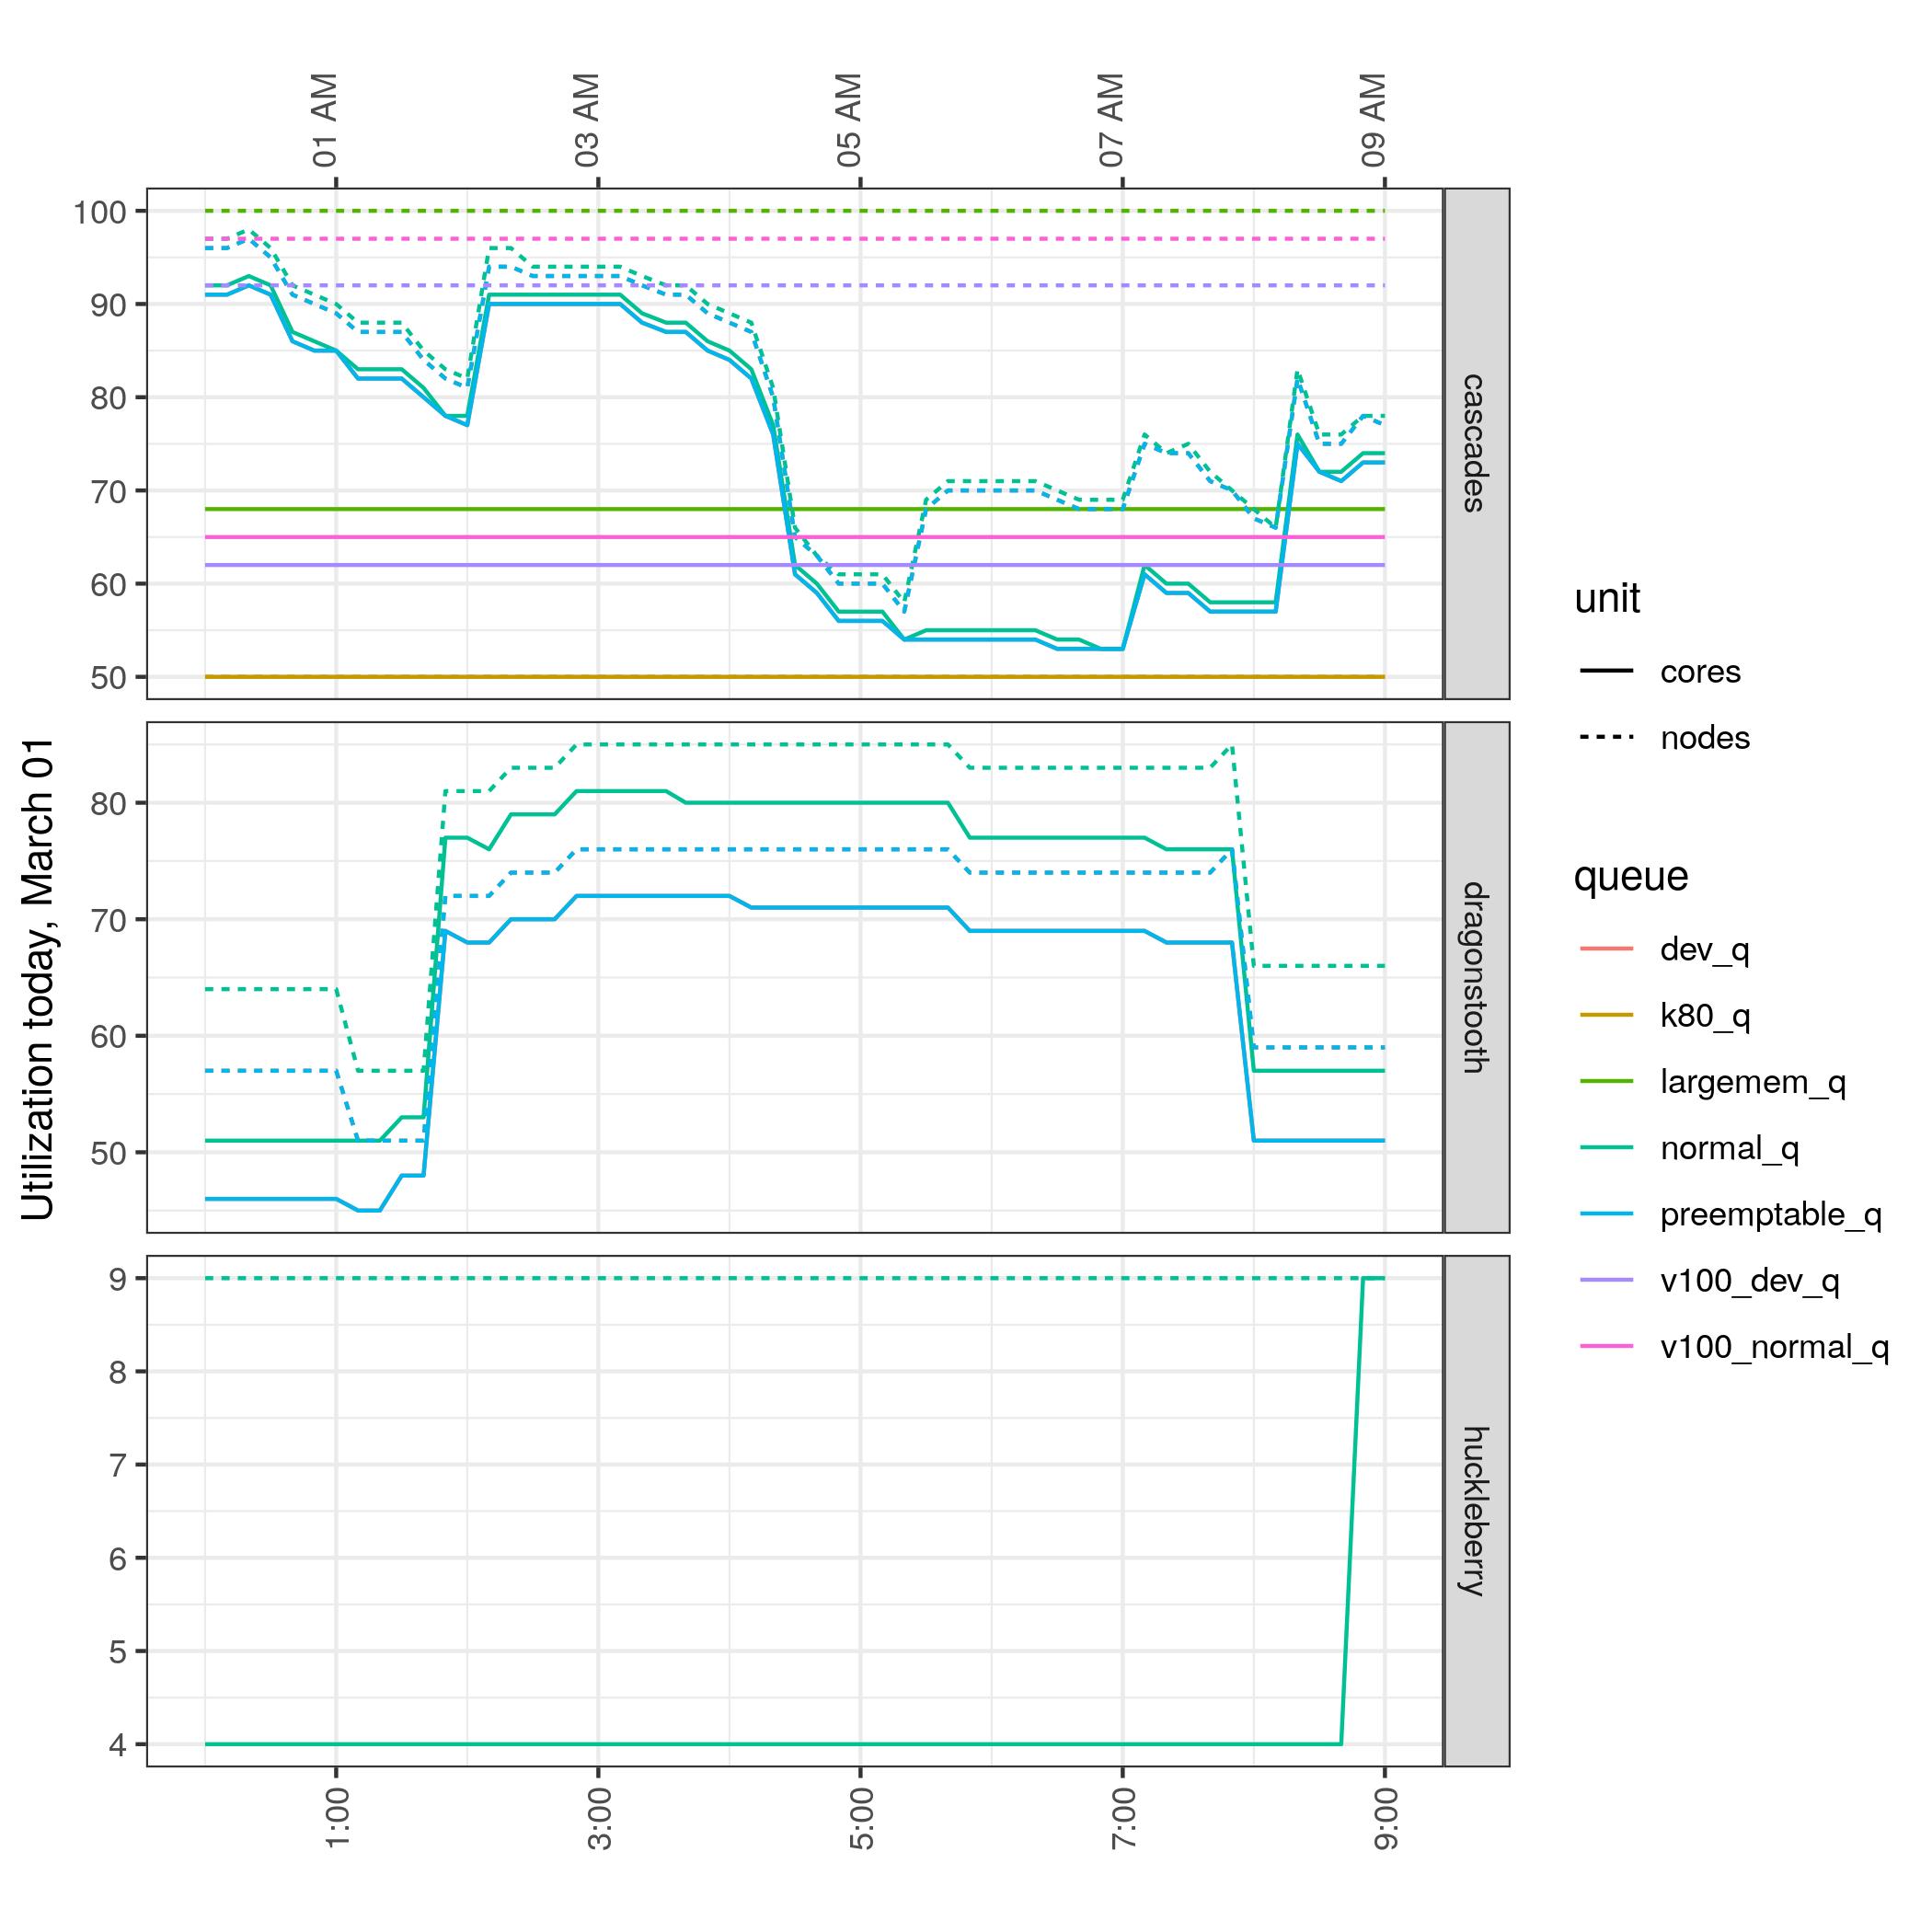 01 AM
03 AM
05 AM
07 AM
09 AM
Utilization today, March 01
100
90
80
70
60
50
cascades
80
70
60
50
dragonstooth
9
8
7
6
5
4
huckleberry
1:00
3:00
5:00
7:00
9:00
unit
cores
nodes
queue
dev_q
k80_q
largemem_q
normal_q
preemptable_q
v100_dev_q
v100_normal_q